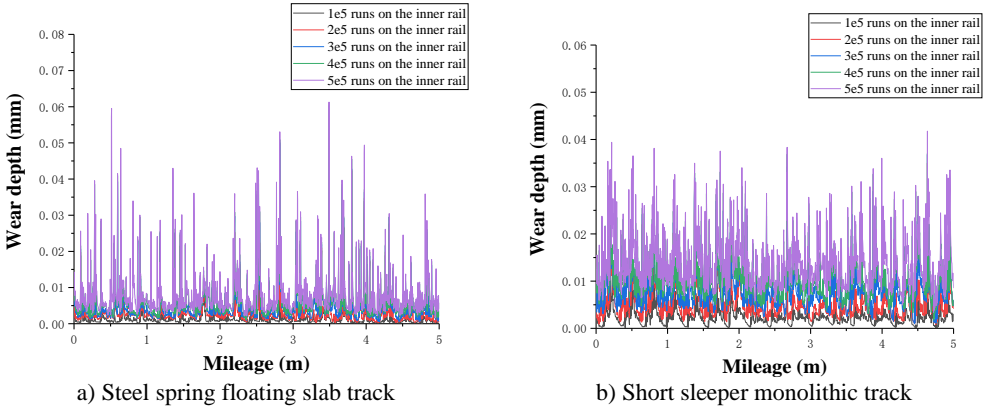 1e5 runs on the inner rail
2e5 runs on the inner rail
3e5 runs on the inner rail
4e5 runs on the inner rail
5e5 runs on the inner rail
0.08
0.07
0.06
0.05
0.04
0.03
0.02
0.01
0.00
Wear depth (mm)
0 1 2 3 4 5
Mileage (m)
a) Steel spring floating slab track
1e5 runs on the inner rail
2e5 runs on the inner rail
3e5 runs on the inner rail
4e5 runs on the inner rail
5e5 runs on the inner rail
0.06
0.05
0.04
0.03
0.02
0.01
0.00
Wear depth (mm)
0 1 2 3 4 5
Mileage (m)
b) Short sleeper monolithic track